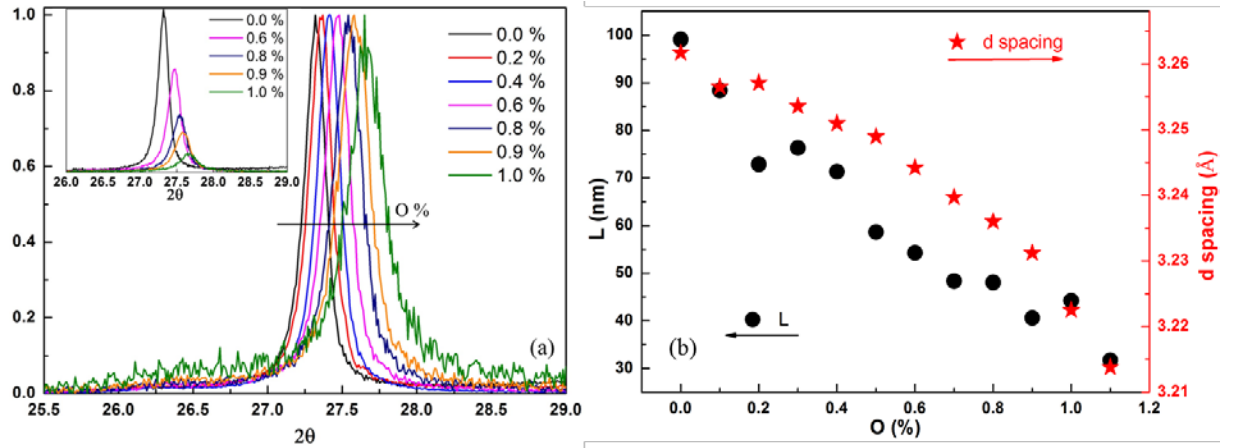 1.0
0.8
0.6
0.4
0.2
0.0
25.5 26.0 26.5 27.0 27.5 28.0 28.5 29.0
2θ
0.0 %
0.6 %
0.8 %
0.9 %
1.0 %
26.0 26.5 27.0 27.5 28.0 28.5 29.0
2θ
0.0 %
0.2 %
0.4 %
0.6 %
0.8 %
0.9 %
1.0 %
O %
(a)
100
90
80
70
60
50
40
30
L (nm)
d spacing
L
(b)
0.0 0.2 0.4 0.6 0.8 1.0 1.2
O (%)
3.26
3.25
3.24
3.23
3.22
3.21
d spacing (Å)